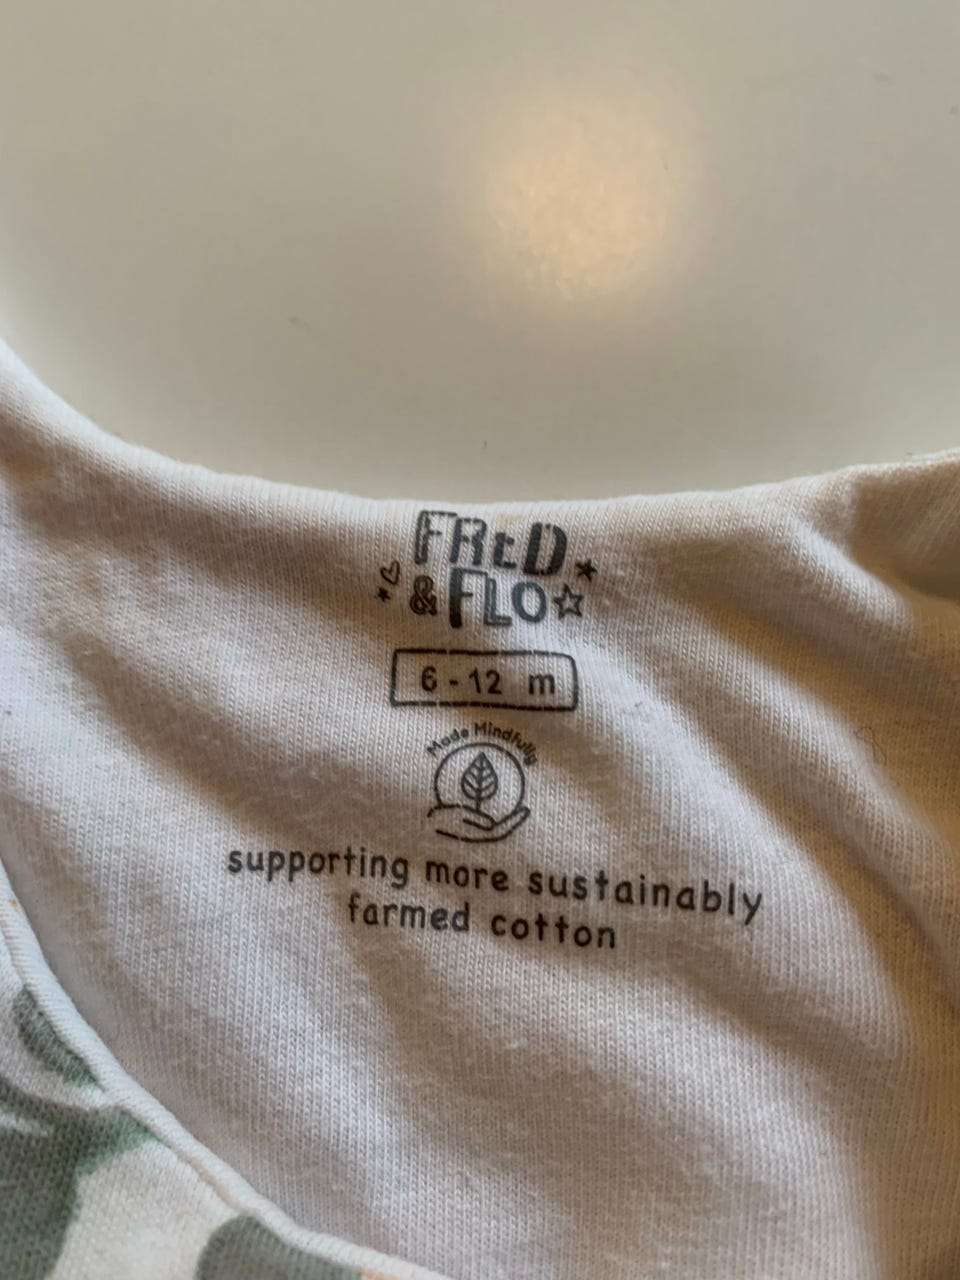 FRED
& FLO
6 - 12 m
Made Mindfully
supporting more sustainably
farmed cotton